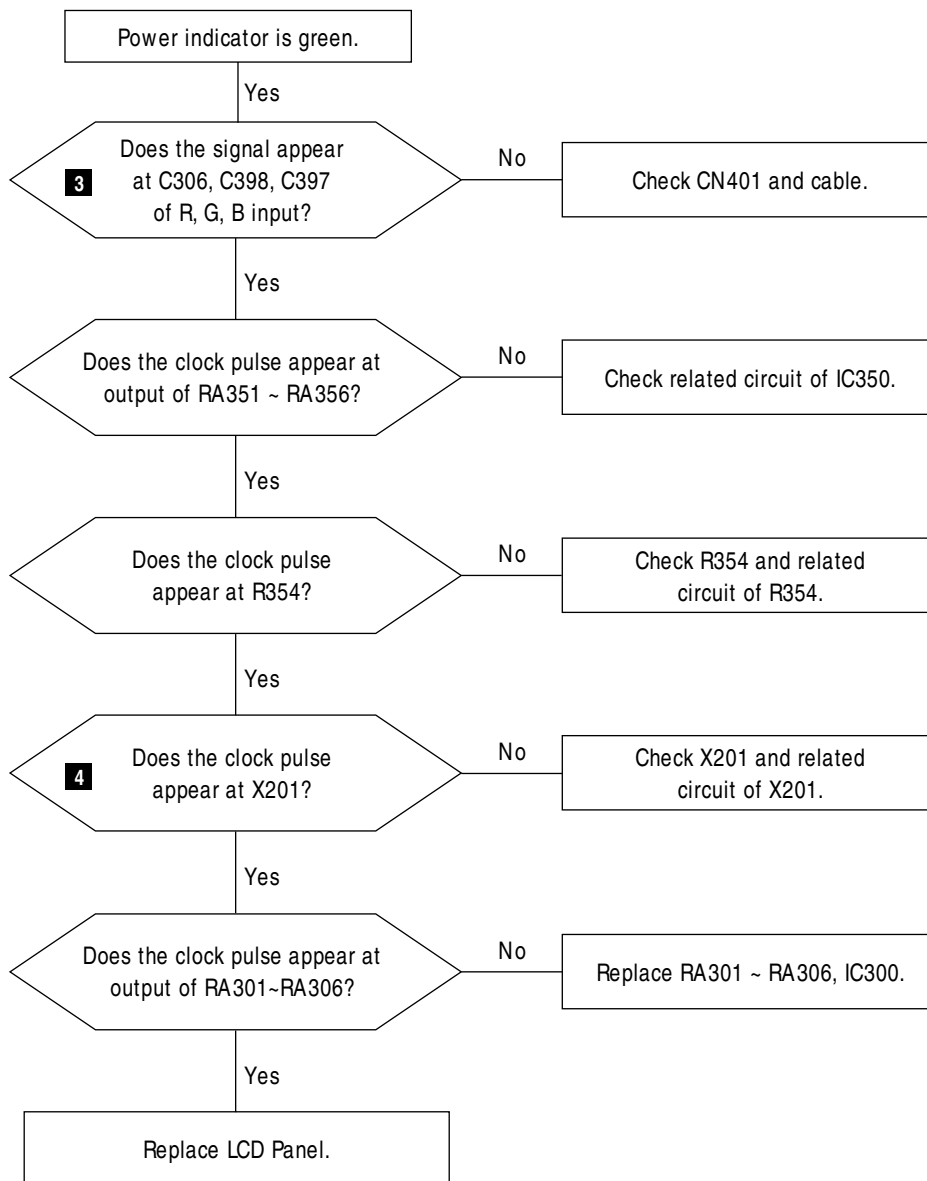 Power indicator is green.
Yes
Does the signal appear
at C306, C398, C397
of R, G, B input?
3
No
Check CN401 and cable.
Yes
Does the clock pulse appear at
output of RA351 ~ RA356?
No
Check related circuit of IC350.
Yes
Does the clock pulse
appear at R354?
No
Check R354 and related
circuit of R354.
Yes
4
Does the clock pulse
appear at X201?
No
Check X201 and related
circuit of X201.
Yes
Does the clock pulse appear at
output of RA301~RA306?
No
Replace RA301 ~ RA306, IC300.
Yes
Replace LCD Panel.